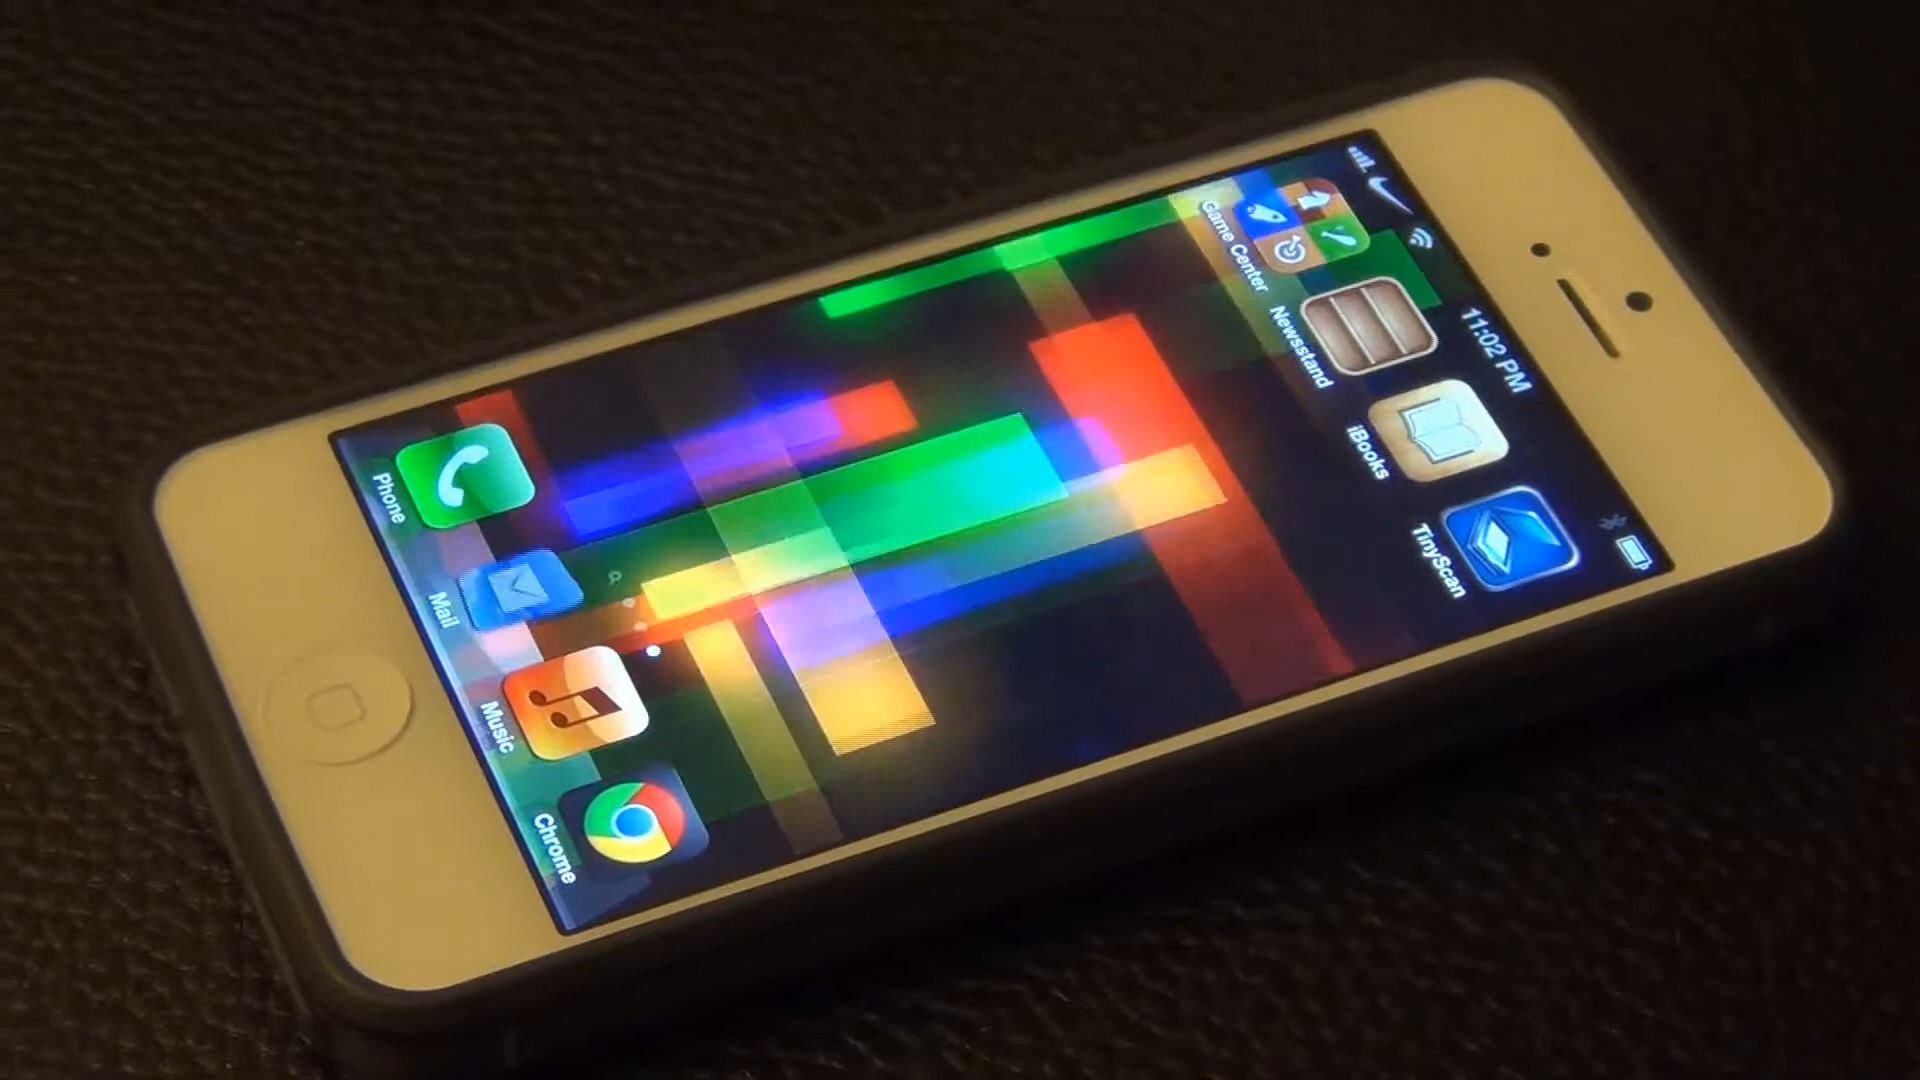 11:02 PM
Game Center
Newsstand
iBooks
TinyScan
Phone
Mail
Music
Chrome